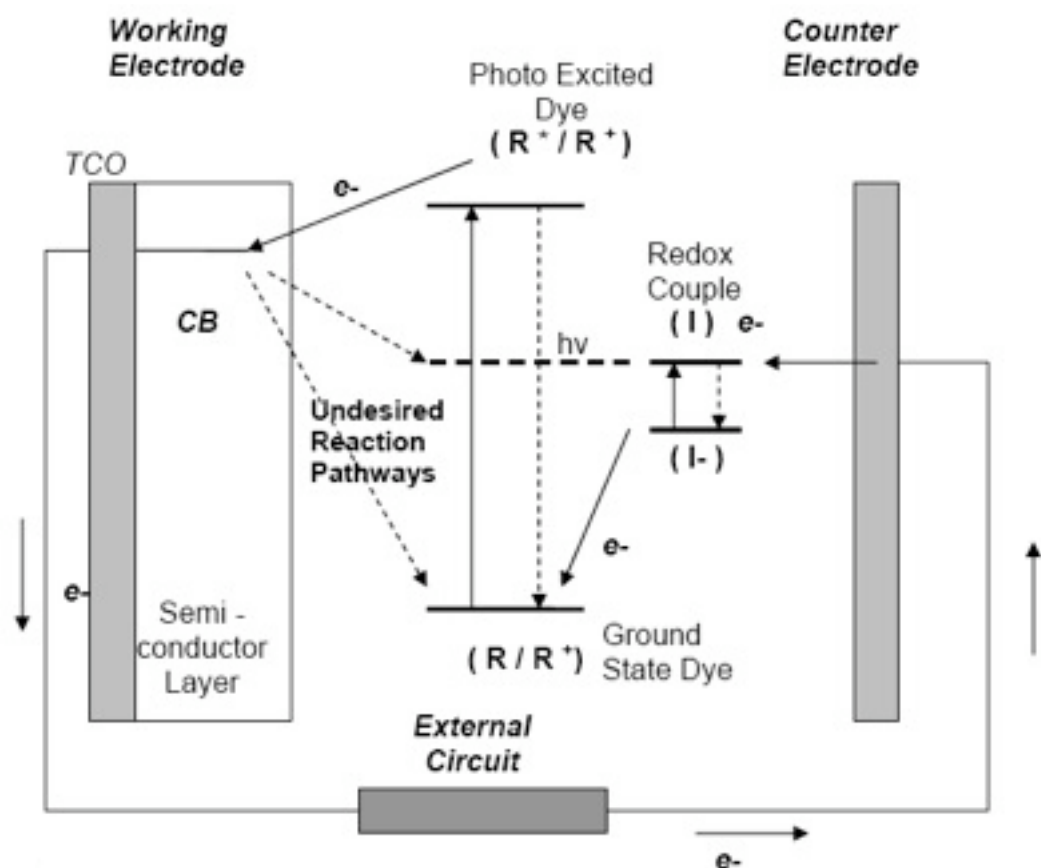 Working
Electrode
Counter
Electrode
Photo Excited
Dye
( R * / R + )
TCO
e-
Redox
Couple
( I ) e-
CB
hν
Undesired
Reaction
Pathways
( I- )
e-
e-
Semi -
conductor
Layer
( R / R + )
Ground
State Dye
External
Circuit
e-